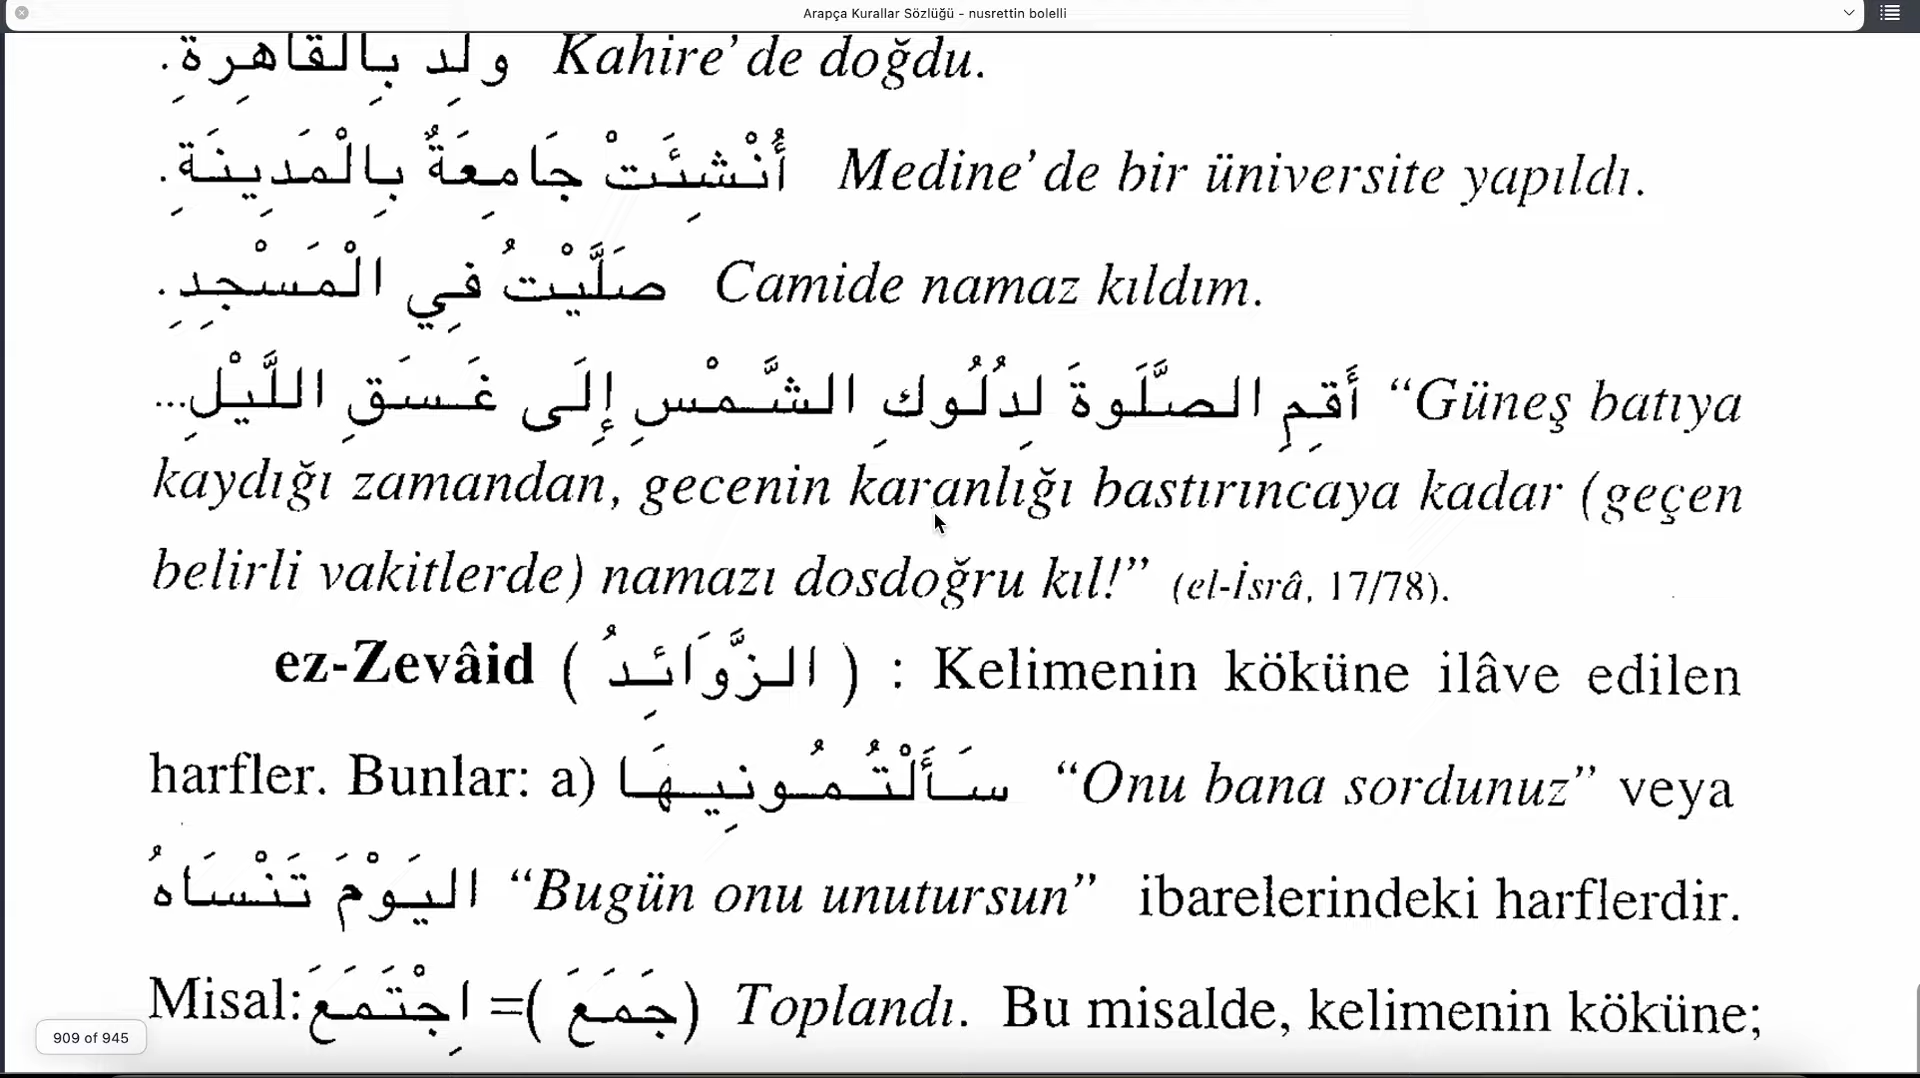 Arapça Kurallar Sözlüğü - nusrettin bolelli
وُلِدَ بِالْقَاهِرَةِ. Kahire’de doğdu.
أُنْشِئَتْ جَامِعَةٌ بِالْمَدِينَةِ. Medine’de bir üniversite yapıldı.
صَلَّيْتُ فِي الْمَسْجِدِ. Camide namaz kıldım.
أَقِمِ الصَّلَوةَ لِدُلُوكِ الشَّمْسِ إِلَى غَسَقِ اللَّيْلِ... “Güneş batıya
kaydığı zamandan, gecenin karanlığı bastırıncaya kadar (geçen
belirli vakitlerde) namazı dosdoğru kıl!” (el-İsrâ, 17/78).
ez-Zevâid ( الزَّوَائِدُ ) : Kelimenin köküne ilâve edilen
harfler. Bunlar: a) سَأَلْتُمُونِيهَا “Onu bana sordunuz” veya
اليَوْمَ تَنْسَاهُ “Bugün onu unutursun” ibarelerindeki harflerdir.
Misal: اِجْتَمَعَ =( جَمَعَ) Toplandı. Bu misalde, kelimenin köküne;
909 of 945